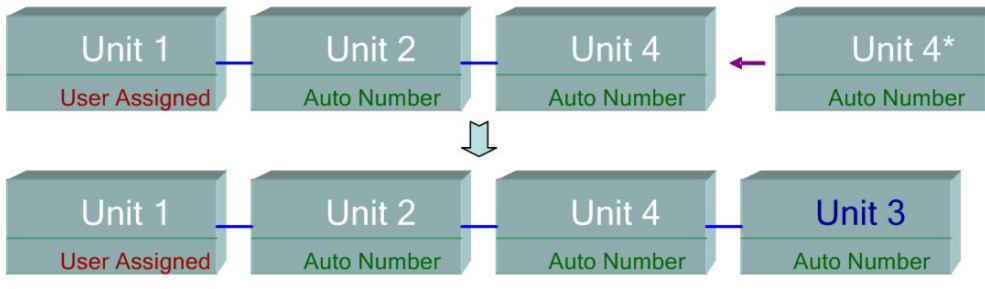 Unit 1
User Assigned
Unit 2
Auto Number
Unit 4
Auto Number
Unit 4*
Auto Number
Unit 1
User Assigned
Unit 2
Auto Number
Unit 4
Auto Number
Unit 3
Auto Number